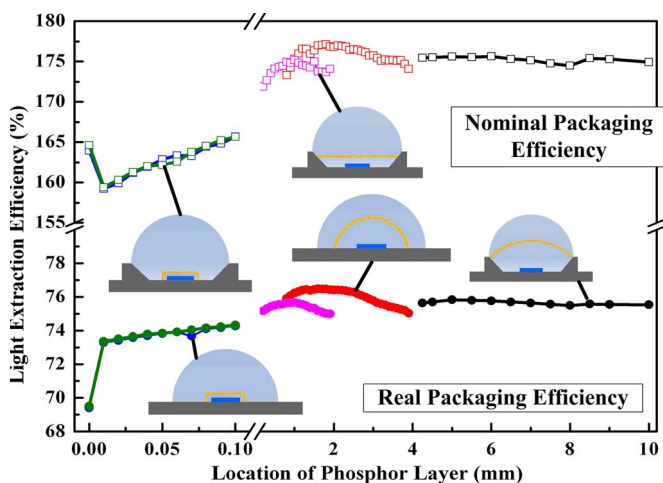 Light Extraction Efficiency (%)
180
175
170
165
160
155
76
74
72
70
68
Nominal Packaging
Efficiency
Real Packaging Efficiency
0.00 0.05 0.10 2 4 6 8 10
Location of Phosphor Layer (mm)